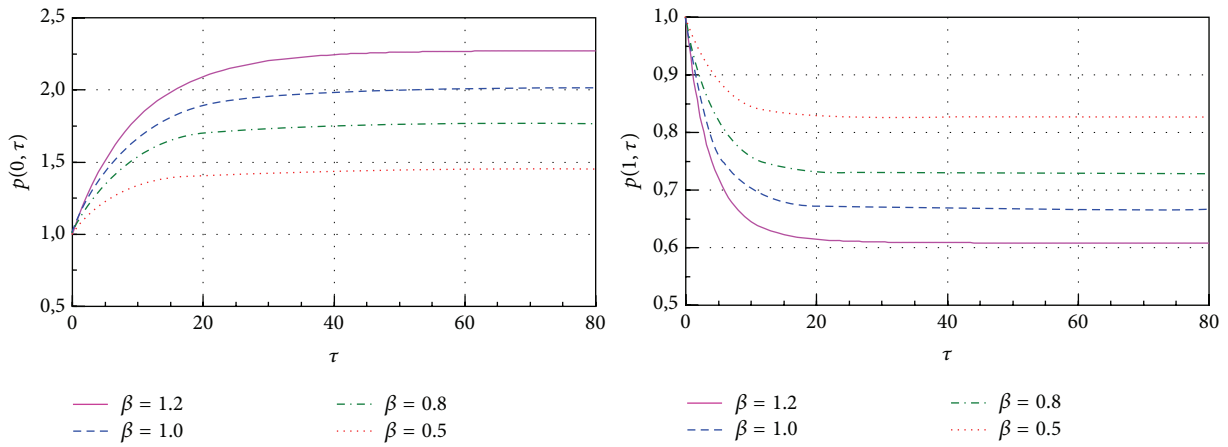 2,5
2,0
1,5
1,0
0,5
p(0, τ)
0 20 40 60 80
τ
β = 1.2
β = 1.0
β = 0.8
β = 0.5
1,0
0,9
0,8
0,7
0,6
0,5
p(1, τ)
0 20 40 60 80
τ
β = 1.2
β = 1.0
β = 0.8
β = 0.5